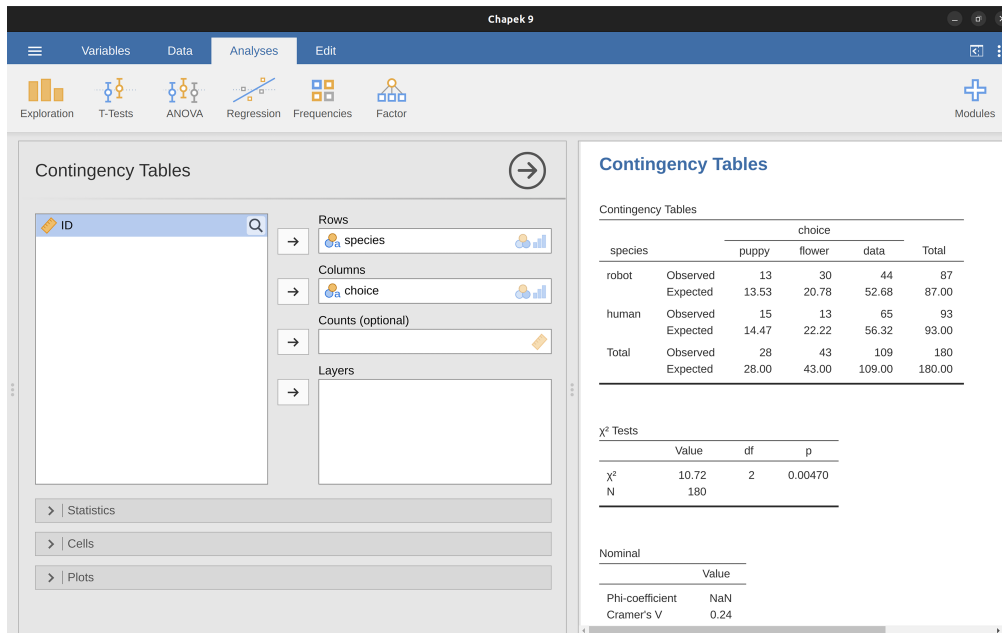 Chapek 9
Variables Data Analyses Edit
Exploration T-Tests ANOVA Regression Frequencies Factor Modules
Contingency Tables
ID
Rows
species
Columns
choice
Counts (optional)
Layers
Statistics
Cells
Plots
Contingency Tables
Contingency Tables
choice
species puppy flower data Total
robot Observed 13 30 44 87
Expected 13.53 20.78 52.68 87.00
human Observed 15 13 65 93
Expected 14.47 22.22 56.32 93.00
Total Observed 28 43 109 180
Expected 28.00 43.00 109.00 180.00
χ² Tests
Value df p
χ² 10.72 2 0.00470
N 180
Nominal
Value
Phi-coefficient NaN
Cramer's V 0.24